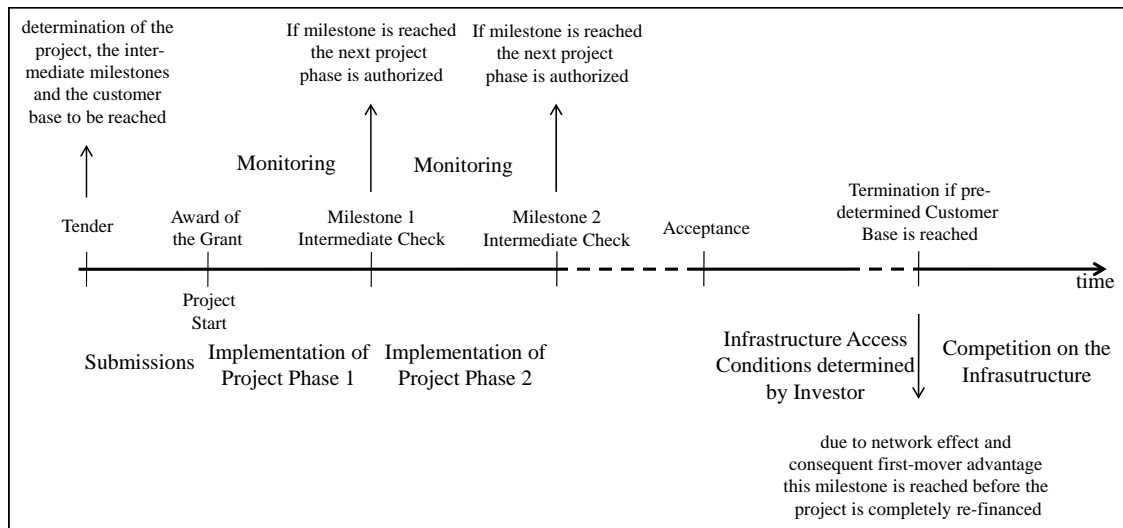 determination of the
project, the inter-
mediate milestones
and the customer
base to be reached
If milestone is reached
the next project
phase is authorized
If milestone is reached
the next project
phase is authorized
Monitoring
Monitoring
Tender
Award of
the Grant
Milestone 1
Intermediate Check
Milestone 2
Intermediate Check
Acceptance
Termination if pre-
determined Customer
Base is reached
time
Project
Start
Submissions
Implementation of
Project Phase 1
Implementation of
Project Phase 2
Infrastructure Access
Conditions determined
by Investor
Competition on the
Infrasutructure
due to network effect and
consequent first-mover advantage
this milestone is reached before the
project is completely re-financed